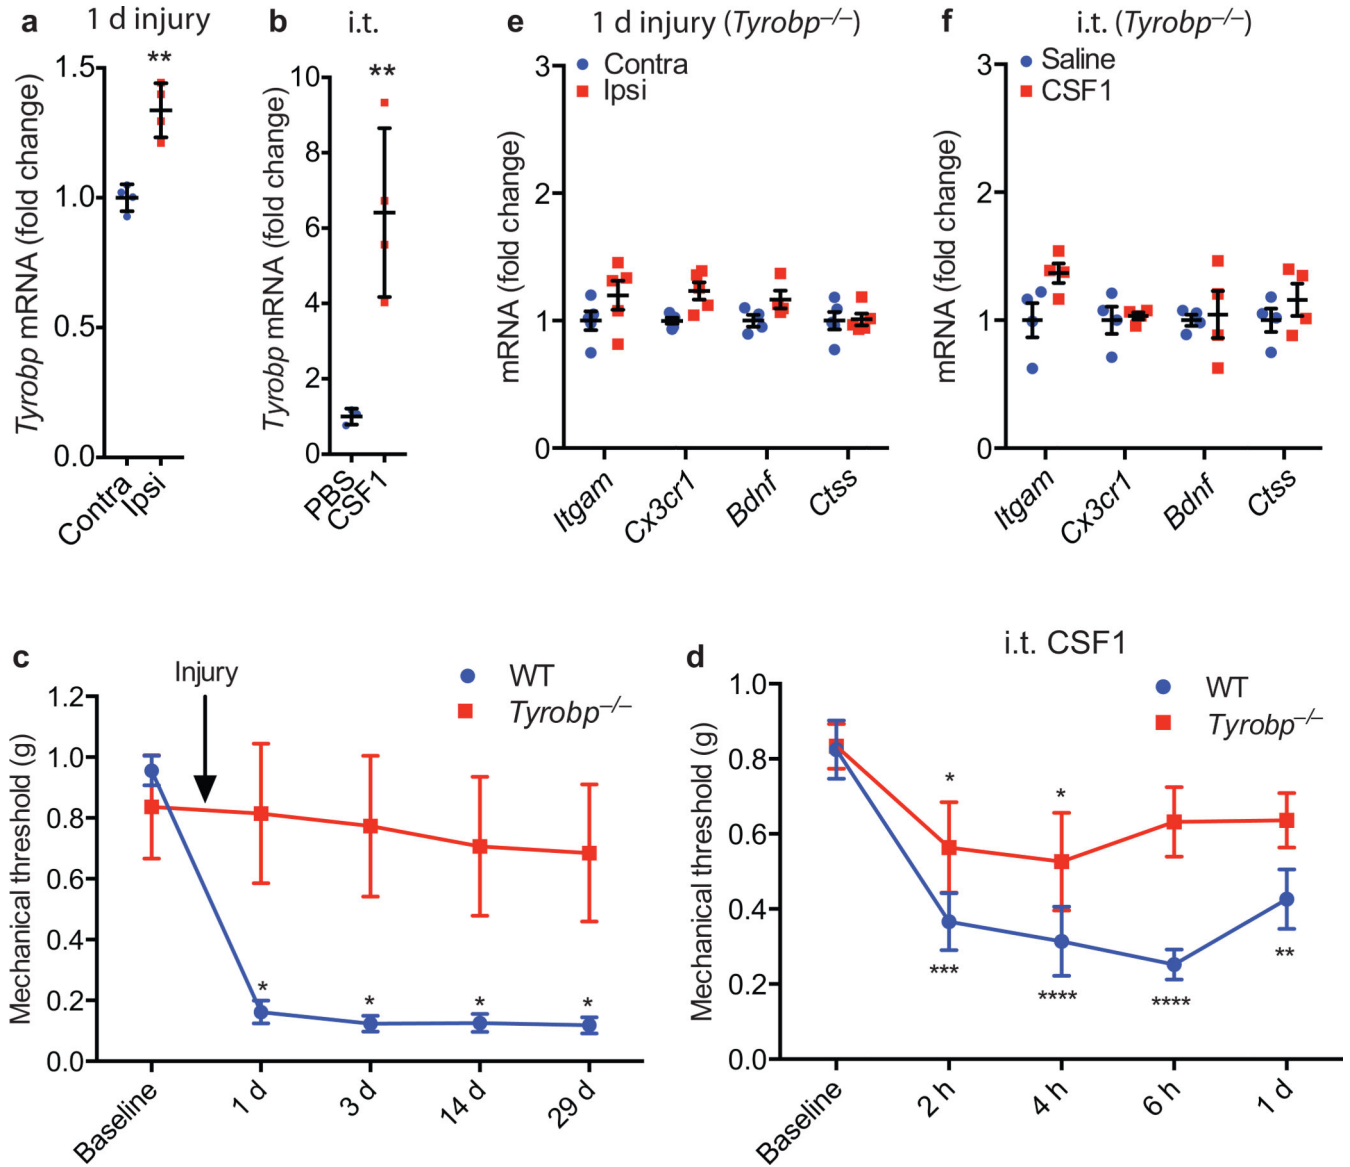 a 1 d injury
**
Tyrobp mRNA (fold change)
1.5
1.0
0.5
0.0
Contra
Ipsi
b i.t.
**
Tyrobp mRNA (fold change)
10
8
6
4
2
0
PBS
CSF1
e 1 d injury (Tyrobp–/–)
Contra
Ipsi
mRNA (fold change)
3
2
1
0
Itgam
Cx3cr1
Bdnf
Ctss
f i.t. (Tyrobp–/–)
Saline
CSF1
mRNA (fold change)
3
2
1
0
Itgam
Cx3cr1
Bdnf
Ctss
c
Injury
WT
Tyrobp–/–
Mechanical threshold (g)
1.2
1.0
0.8
0.6
0.4
0.2
0.0
* * * *
Baseline
1 d
3 d
14 d
29 d
d i.t. CSF1
WT
Tyrobp–/–
Mechanical threshold (g)
1.0
0.8
0.6
0.4
0.2
0.0
* *
*** **** **** **
Baseline
2 h
4 h
6 h
1 d